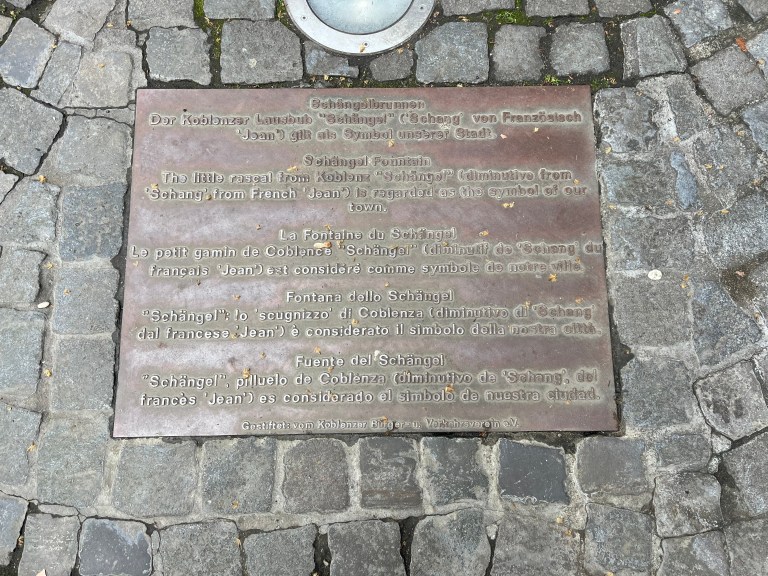 Schängelbrunnen
Der Koblenzer Lausbub "Schängel" ('Schang' von Französisch
'Jean') gilt als Symbol unserer Stadt
Schängel Fountain
The little rascal from Koblenz "Schängel" (diminutive from
'Schang', from French 'Jean') is regarded as the symbol of our
town.
La Fontaine du Schängel
Le petit gamin de Coblence "Schängel" (diminutif de 'Schang' du
français 'Jean') est considéré comme symbole de notre ville.
Fontana dello Schängel
"Schängel"; lo 'scugnizzo' di Coblenza (diminutivo di 'Schang'
dal francese 'Jean') è considerato il simbolo della nostra città.
Fuente del Schängel
"Schängel", pilluelo de Coblenza (diminutivo de 'Schang', del
francès 'Jean') es considerado el simbolo de nuestra ciudad.
Gestiftet: vom Koblenzer Bürger- u. Verkehrsverein eV.